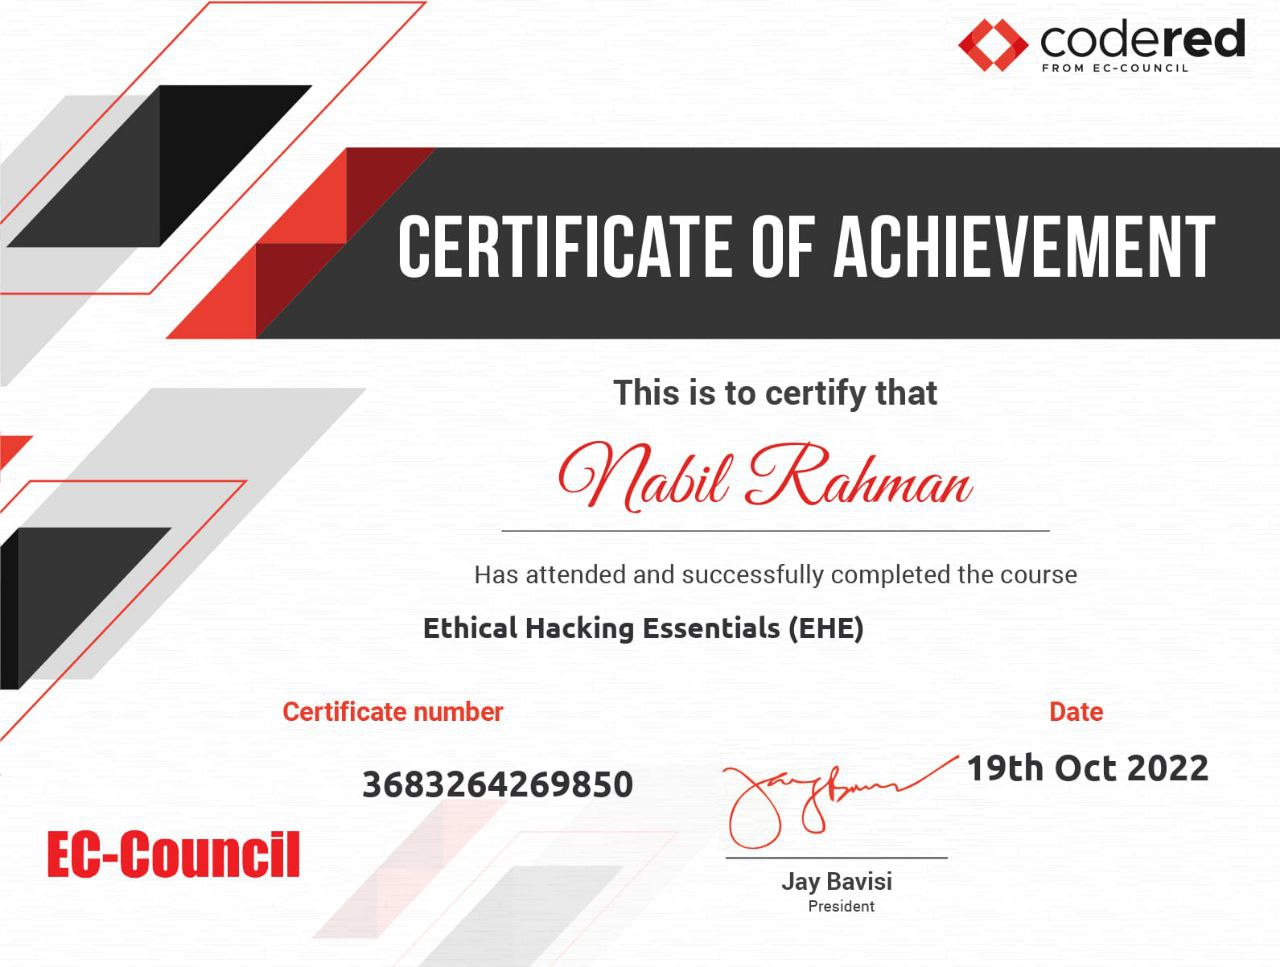 codered
FROM EC-COUNCIL
CERTIFICATE OF ACHIEVEMENT
This is to certify that
Nabil Rahman
Has attended and successfully completed the course
Ethical Hacking Essentials (EHE)
Certificate number
Date
3683264269850
19th Oct 2022
EC-Council
Jay Bavisi
President